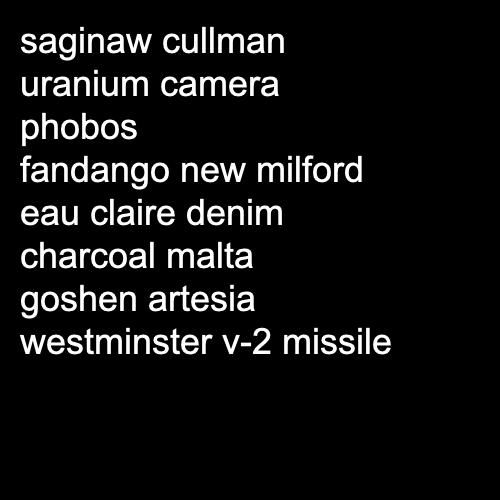 saginaw cullman
uranium camera
phobos
fandango new milford
eau claire denim
charcoal malta
goshen artesia
westminster v-2 missile